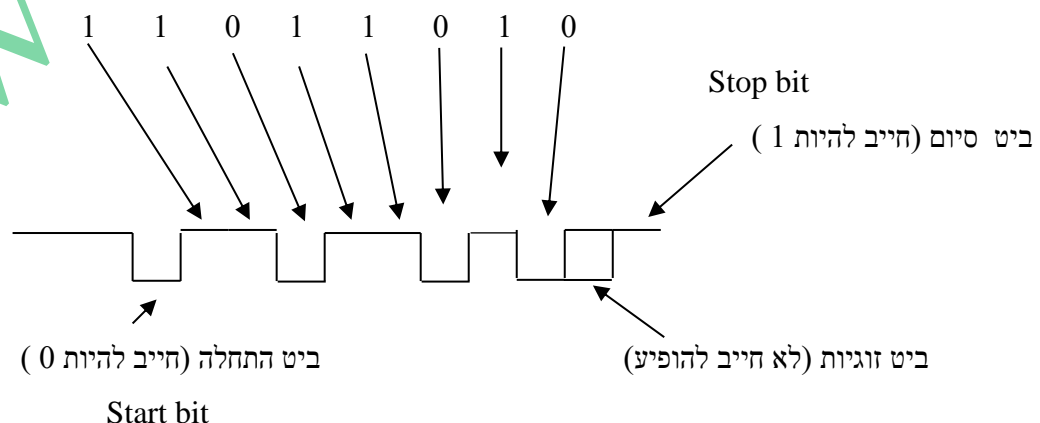 1 1 0 1 1 0 1 0
Stop bit
ביט סיום (חייב להיות 1 )
ביט התחלה (חייב להיות 0 )
ביט זוגיות (לא חייב להופיע)
Start bit